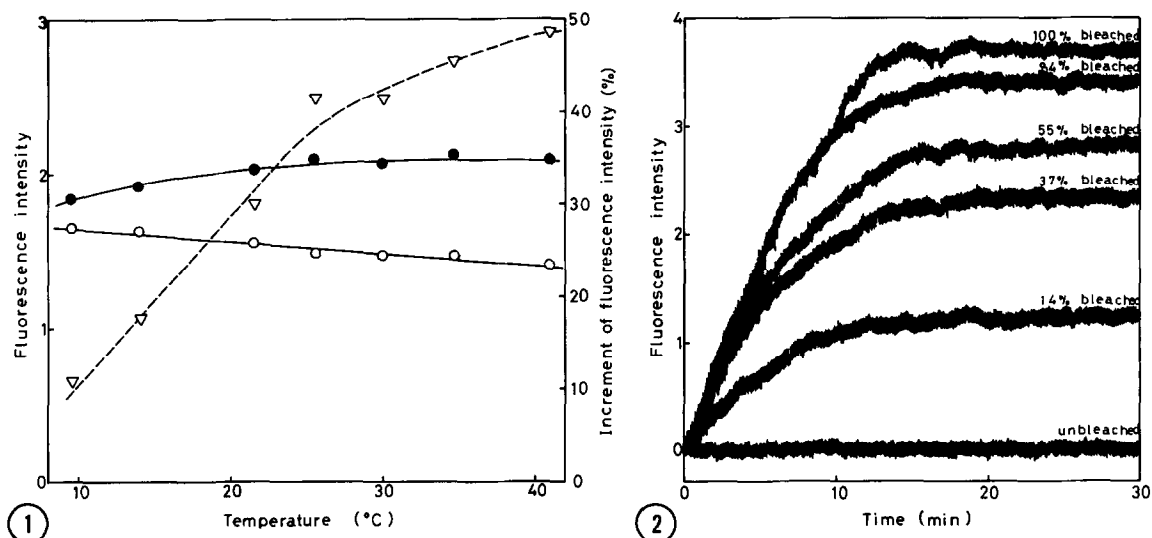 3
2
1
0
Fluorescence intensity
50
40
30
20
10
0
Increment of fluorescence intensity (%)
10 20 30 40
Temperature (°C)
1
4
3
2
1
0
Fluorescence intensity
100% bleached
84% bleached
55% bleached
37% bleached
14% bleached
unbleached
0 10 20 30
Time (min)
2